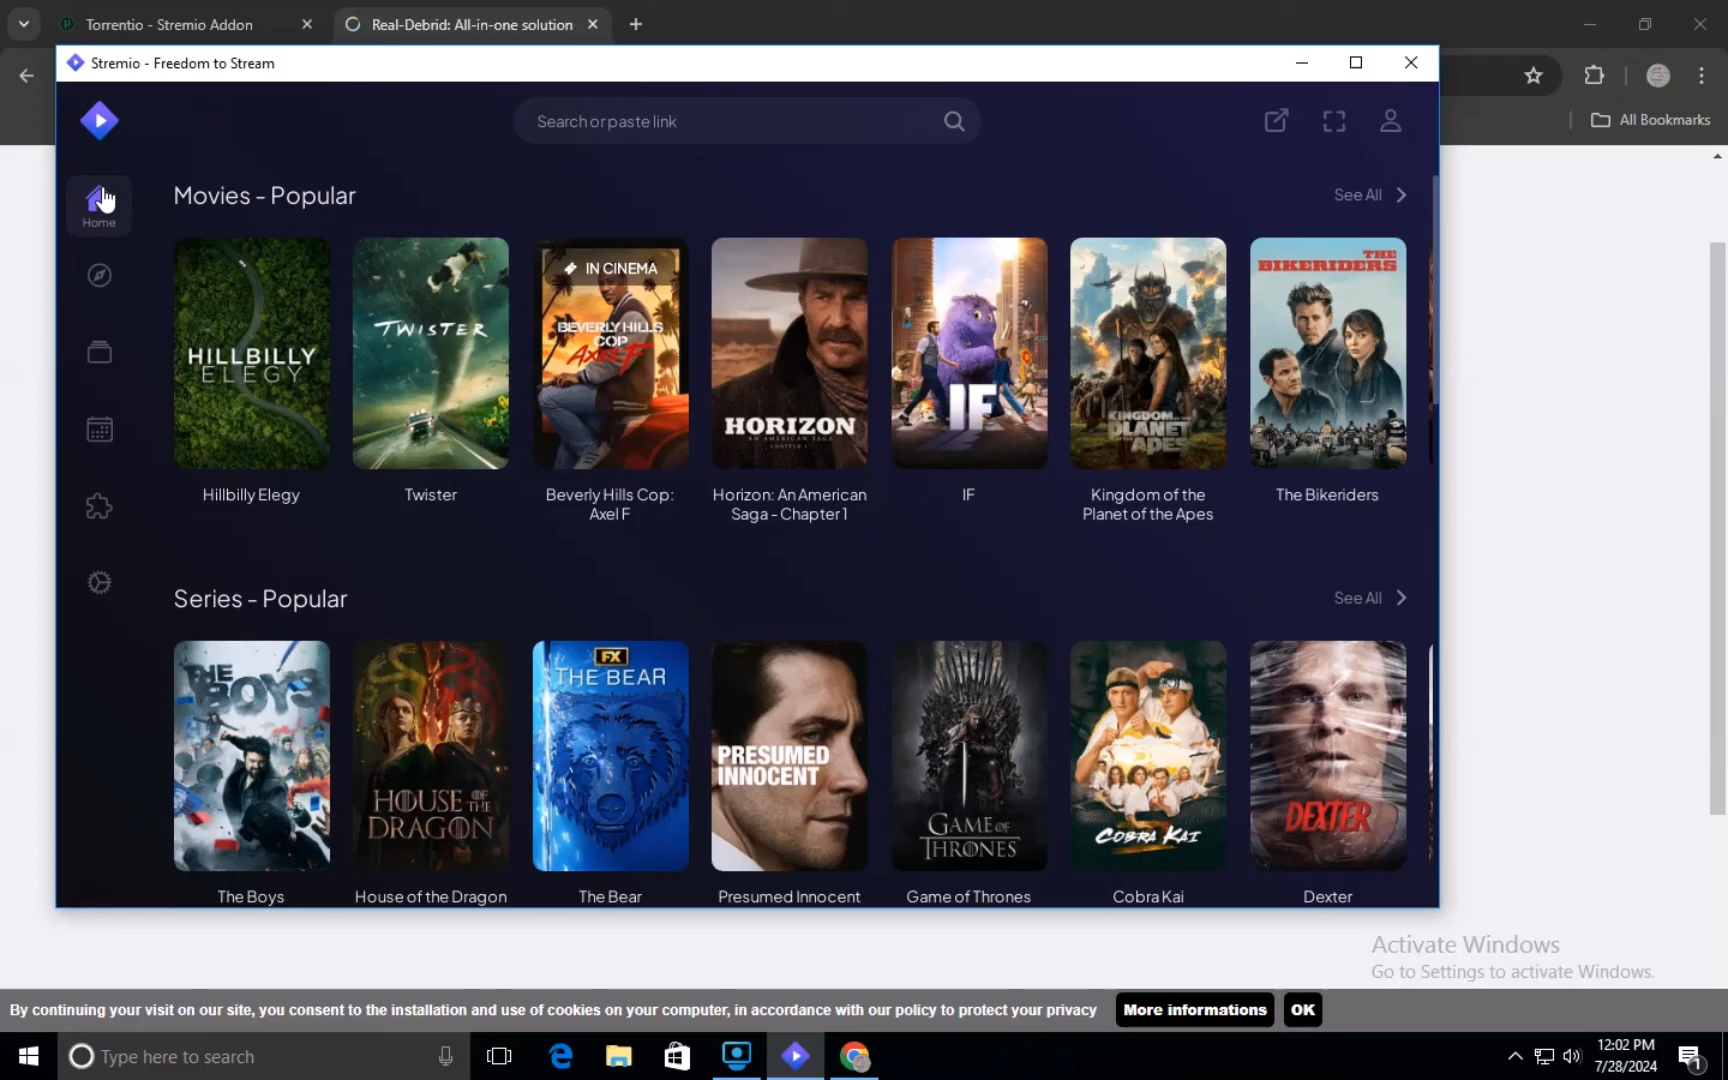 Torrentio - Stremio Addon
Real-Debrid: All-in-one solution
Stremio - Freedom to Stream
Search or paste link
All Bookmarks
Home
Movies - Popular
See All
HILLBILLY
ELEGY
TWISTER
IN CINEMA
BEVERLY HILLS
COP
AXEL F
HORIZON
AN AMERICAN SAGA
CHAPTER 1
IF
KINGDOM OF THE
PLANET OF THE
APES
THE
BIKERIDERS
Hillbilly Elegy
Twister
Beverly Hills Cop:
Axel F
Horizon: An American
Saga - Chapter 1
IF
Kingdom of the
Planet of the Apes
The Bikeriders
Series - Popular
See All
THE
BOYS
HOUSE OF THE
DRAGON
FX
THE BEAR
PRESUMED
INNOCENT
GAME OF
THRONES
COBRA KAI
DEXTER
The Boys
House of the Dragon
The Bear
Presumed Innocent
Game of Thrones
Cobra Kai
Dexter
Activate Windows
Go to Settings to activate Windows.
By continuing your visit on our site, you consent to the installation and use of cookies on your computer, in accordance with our policy to protect your privacy
More informations
OK
Type here to search
12:02 PM
7/28/2024
1